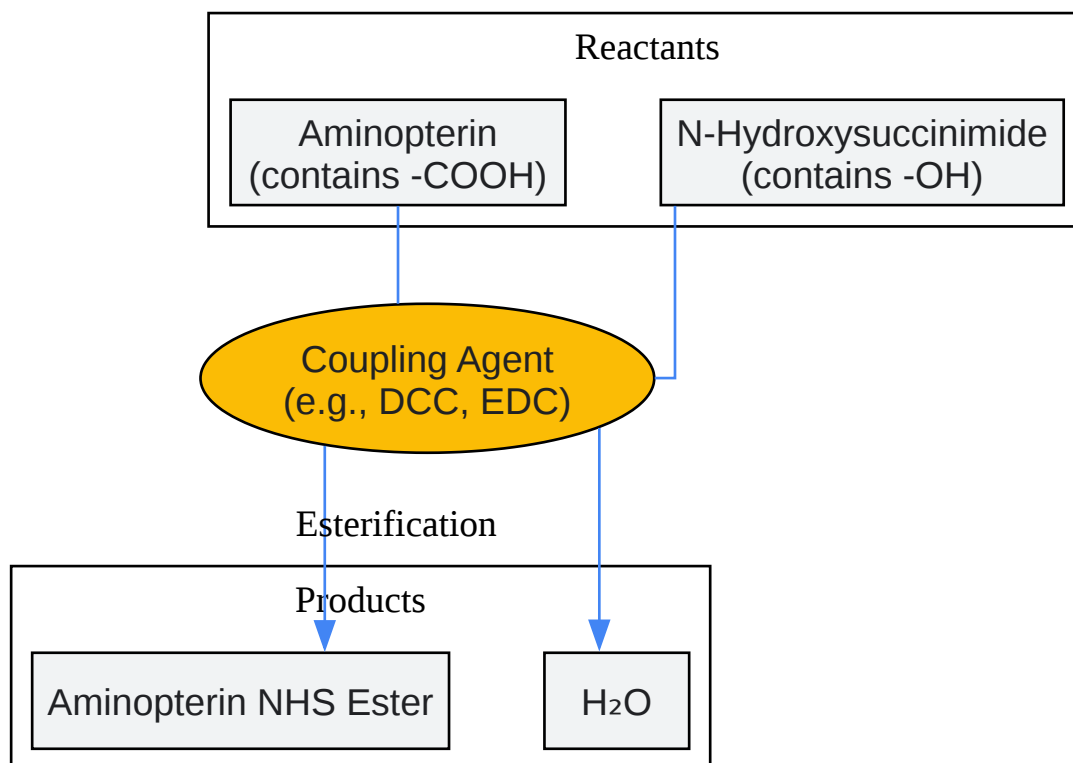 Reactants
Aminopterin
(contains -COOH)
N-Hydroxysuccinimide
(contains -OH)
Coupling Agent
(e.g., DCC, EDC)
Esterification
Products
Aminopterin NHS Ester
H₂O